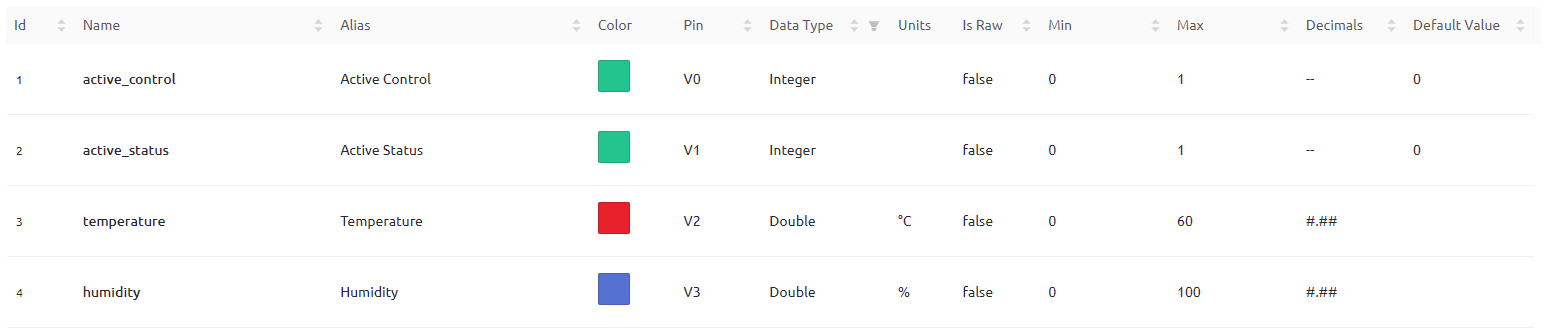 Id Name Alias Color Pin Data Type Units Is Raw Min Max Decimals Default Value
1 active_control Active Control V0 Integer false 0 1 -- 0
2 active_status Active Status V1 Integer false 0 1 -- 0
3 temperature Temperature V2 Double °C false 0 60 #.##
4 humidity Humidity V3 Double % false 0 100 #.##